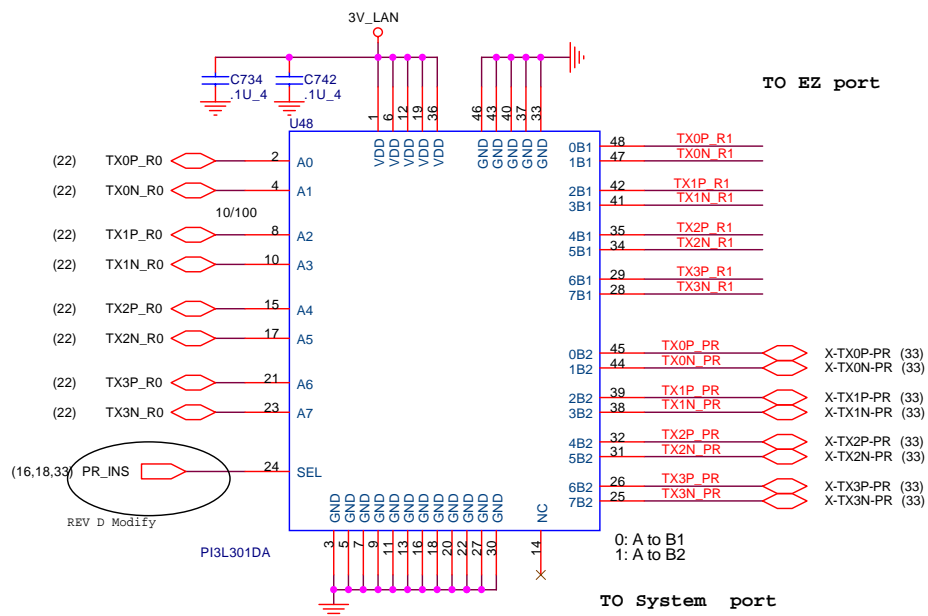 3V_LAN
C734
.1U_4
C742
.1U_4
TO EZ port
U48
1
6
12
19
36
46
43
40
37
33
VDD
VDD
VDD
VDD
VDD
GND
GND
GND
GND
GND
(22) TX0P_R0 2 A0
(22) TX0N_R0 4 A1
10/100
(22) TX1P_R0 8 A2
(22) TX1N_R0 10 A3
(22) TX2P_R0 15 A4
(22) TX2N_R0 17 A5
(22) TX3P_R0 21 A6
(22) TX3N_R0 23 A7
(16,18,33) PR_INS 24 SEL
REV D Modify
0B1 48 TX0P_R1
1B1 47 TX0N_R1
2B1 42 TX1P_R1
3B1 41 TX1N_R1
4B1 35 TX2P_R1
5B1 34 TX2N_R1
6B1 29 TX3P_R1
7B1 28 TX3N_R1
0B2 45 TX0P_PR X-TX0P-PR (33)
1B2 44 TX0N_PR X-TX0N-PR (33)
2B2 39 TX1P_PR X-TX1P-PR (33)
3B2 38 TX1N_PR X-TX1N-PR (33)
4B2 32 TX2P_PR X-TX2P-PR (33)
5B2 31 TX2N_PR X-TX2N-PR (33)
6B2 26 TX3P_PR X-TX3P-PR (33)
7B2 25 TX3N_PR X-TX3N-PR (33)
GND
GND
GND
GND
GND
GND
GND
GND
GND
GND
GND
GND
NC
3
5
7
9
11
13
16
18
20
22
27
30
14
PI3L301DA
0: A to B1
1: A to B2
TO System port